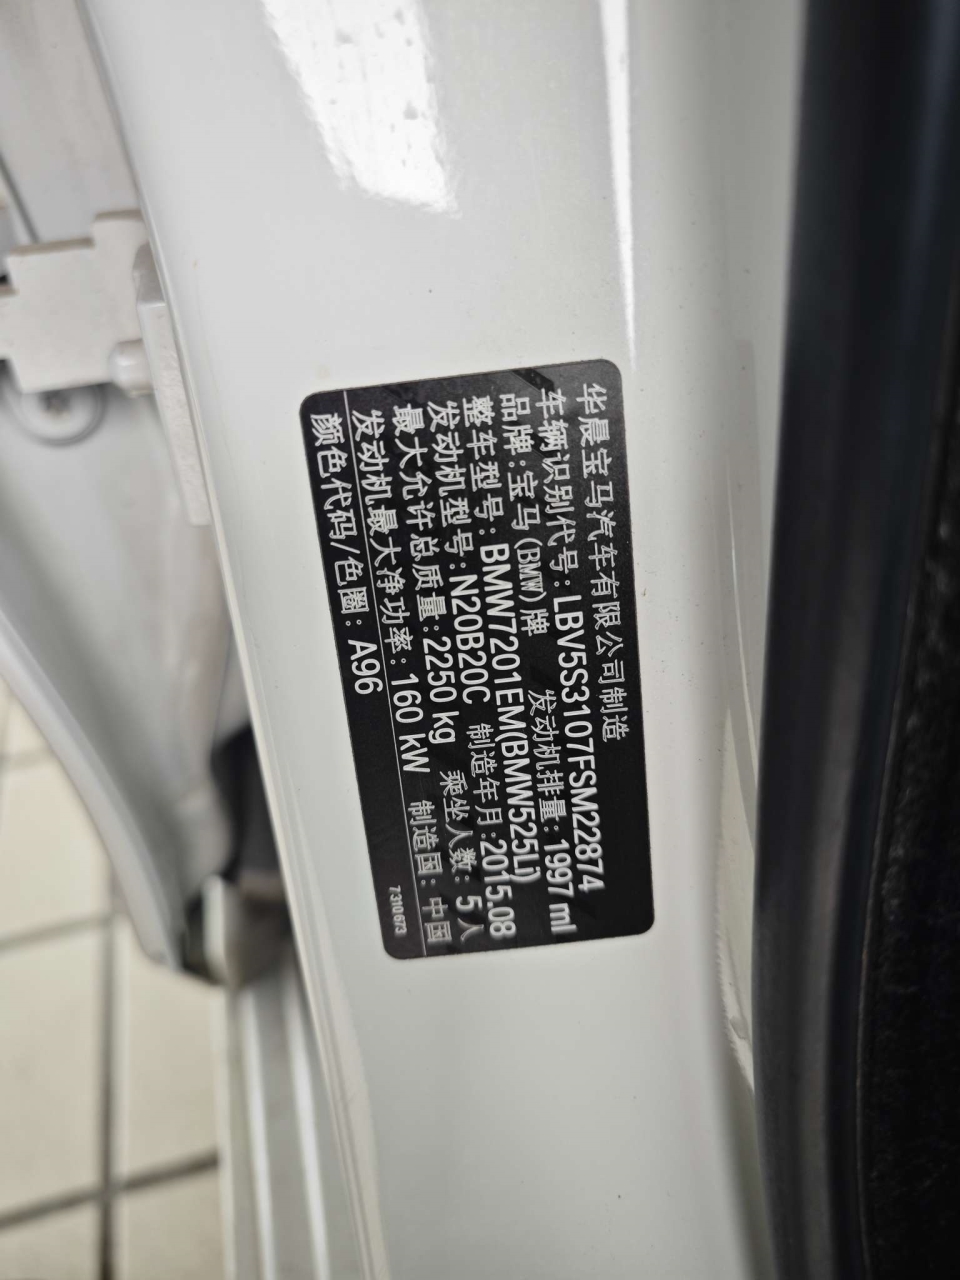 华晨宝马汽车有限公司制造
车辆识别代号:LBV5S3107FSM22874
品牌:宝马(BMW)牌 发动机排量:1997 ml
整车型号:BMW7201EM(BMW525Li)
发动机型号:N20B20C 制造年月:2015.08
最大允许总质量:2250 kg 乘坐人数:5人
发动机最大净功率:160 kW 制造国:中国
颜色代码/色圈:A96 7310673